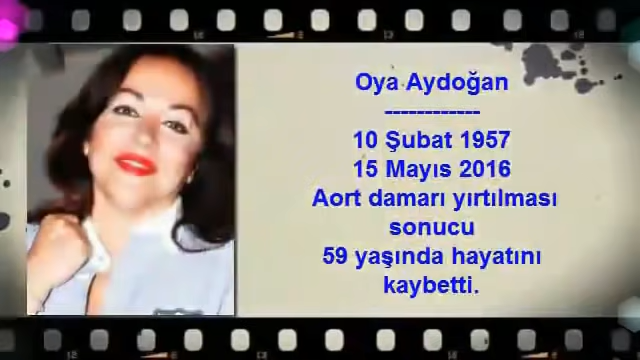 Oya Aydoğan
------------
10 Şubat 1957
15 Mayıs 2016
Aort damarı yırtılması
sonucu
59 yaşında hayatını
kaybetti.